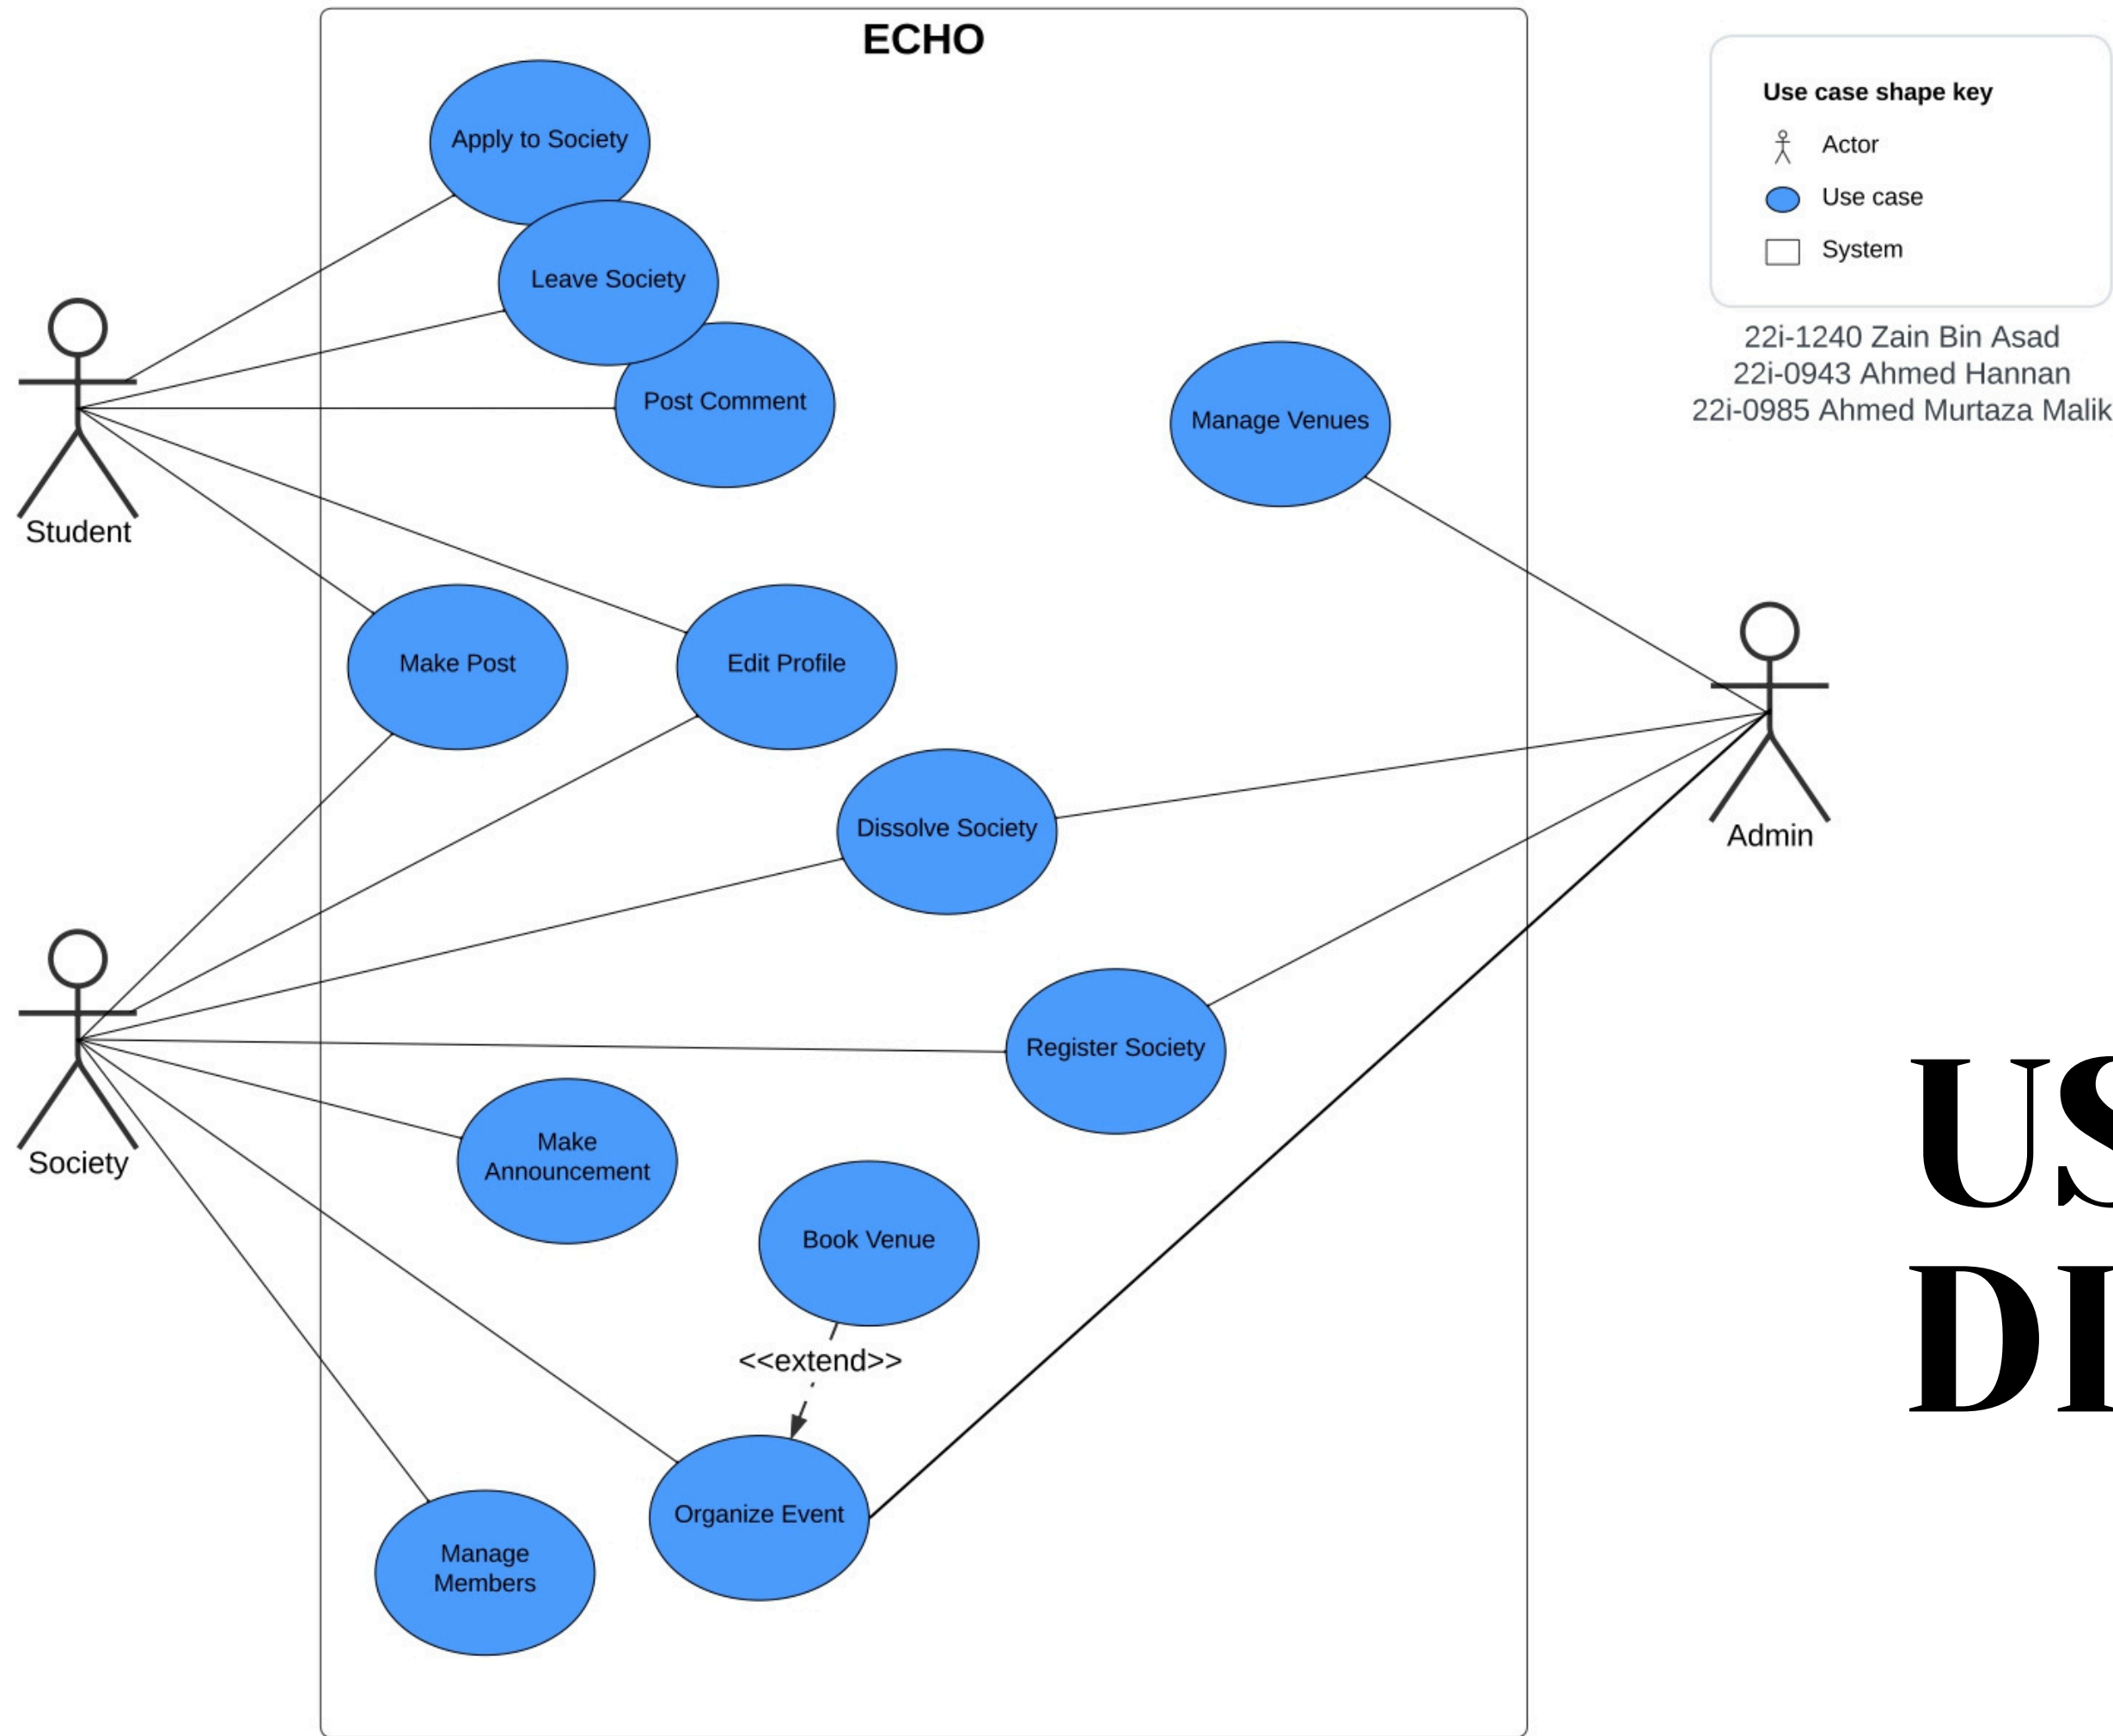 ECHO
Apply to Society
Leave Society
Post Comment
Manage Venues
Use case shape key
Actor
Use case
System
22i-1240 Zain Bin Asad
22i-0943 Ahmed Hannan
22i-0985 Ahmed Murtaza Malik
Student
Make Post
Edit Profile
Dissolve Society
Admin
Register Society
Society
Make
Announcement
Book Venue
<<extend>>
Organize Event
Manage
Members
US
DI